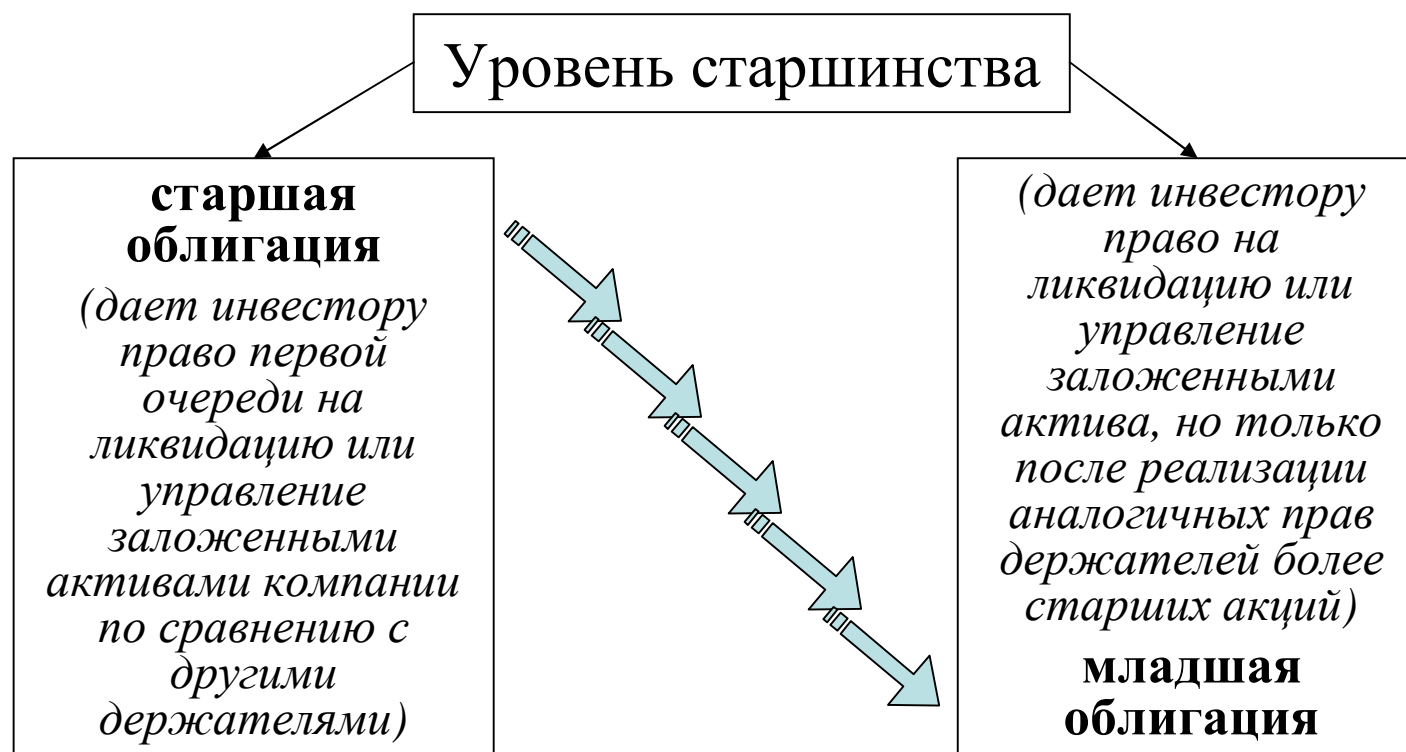 Уровень старшинства
старшая
облигация
(дает инвестору
право первой
очереди на
ликвидацию или
управление
заложенными
активами компании
по сравнению с
другими
держателями)
(дает инвестору
право на
ликвидацию или
управление
заложенными
актива, но только
после реализации
аналогичных прав
держателей более
старших акций)
младшая
облигация